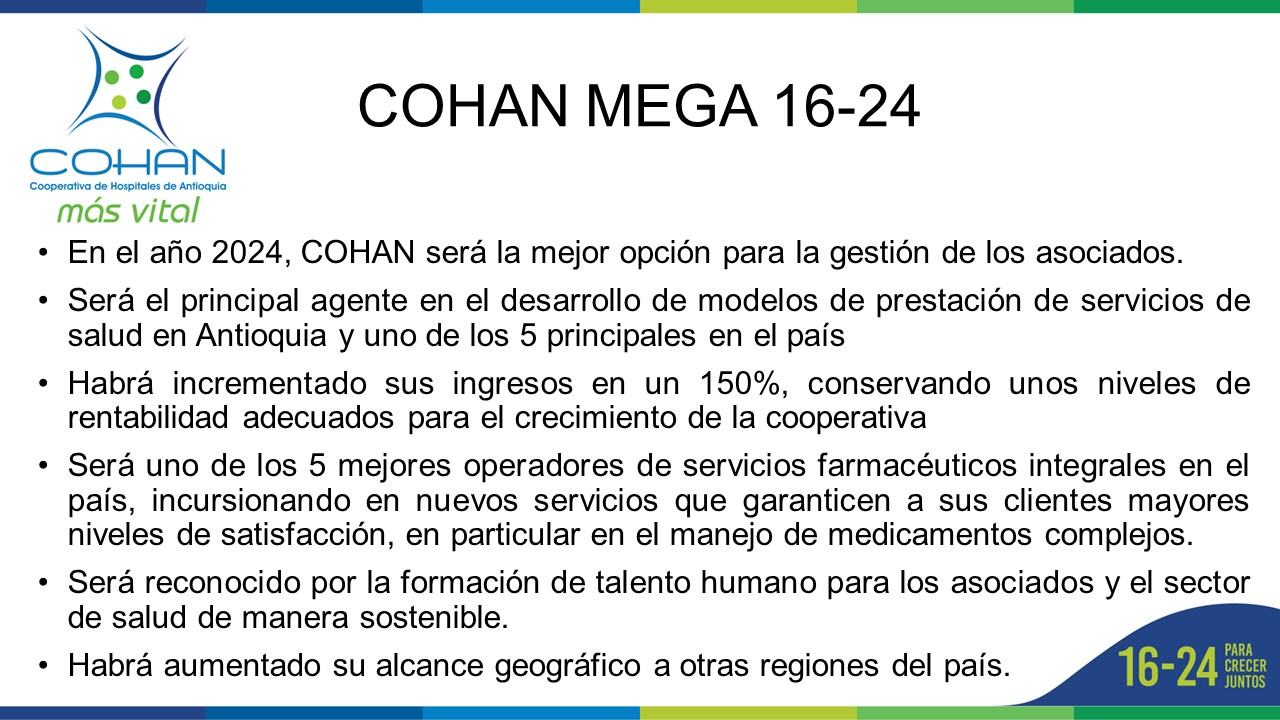 COHAN MEGA 16-24
COHAN
Cooperativa de Hospitales de Antioquia
más vital
• En el año 2024, COHAN será la mejor opción para la gestión de los asociados.
• Será el principal agente en el desarrollo de modelos de prestación de servicios de
salud en Antioquia y uno de los 5 principales en el país
• Habrá incrementado sus ingresos en un 150%, conservando unos niveles de
rentabilidad adecuados para el crecimiento de la cooperativa
• Será uno de los 5 mejores operadores de servicios farmacéuticos integrales en el
país, incursionando en nuevos servicios que garanticen a sus clientes mayores
niveles de satisfacción, en particular en el manejo de medicamentos complejos.
• Será reconocido por la formación de talento humano para los asociados y el sector
de salud de manera sostenible.
• Habrá aumentado su alcance geográfico a otras regiones del país.
16-24
PARA
CRECER
JUNTOS